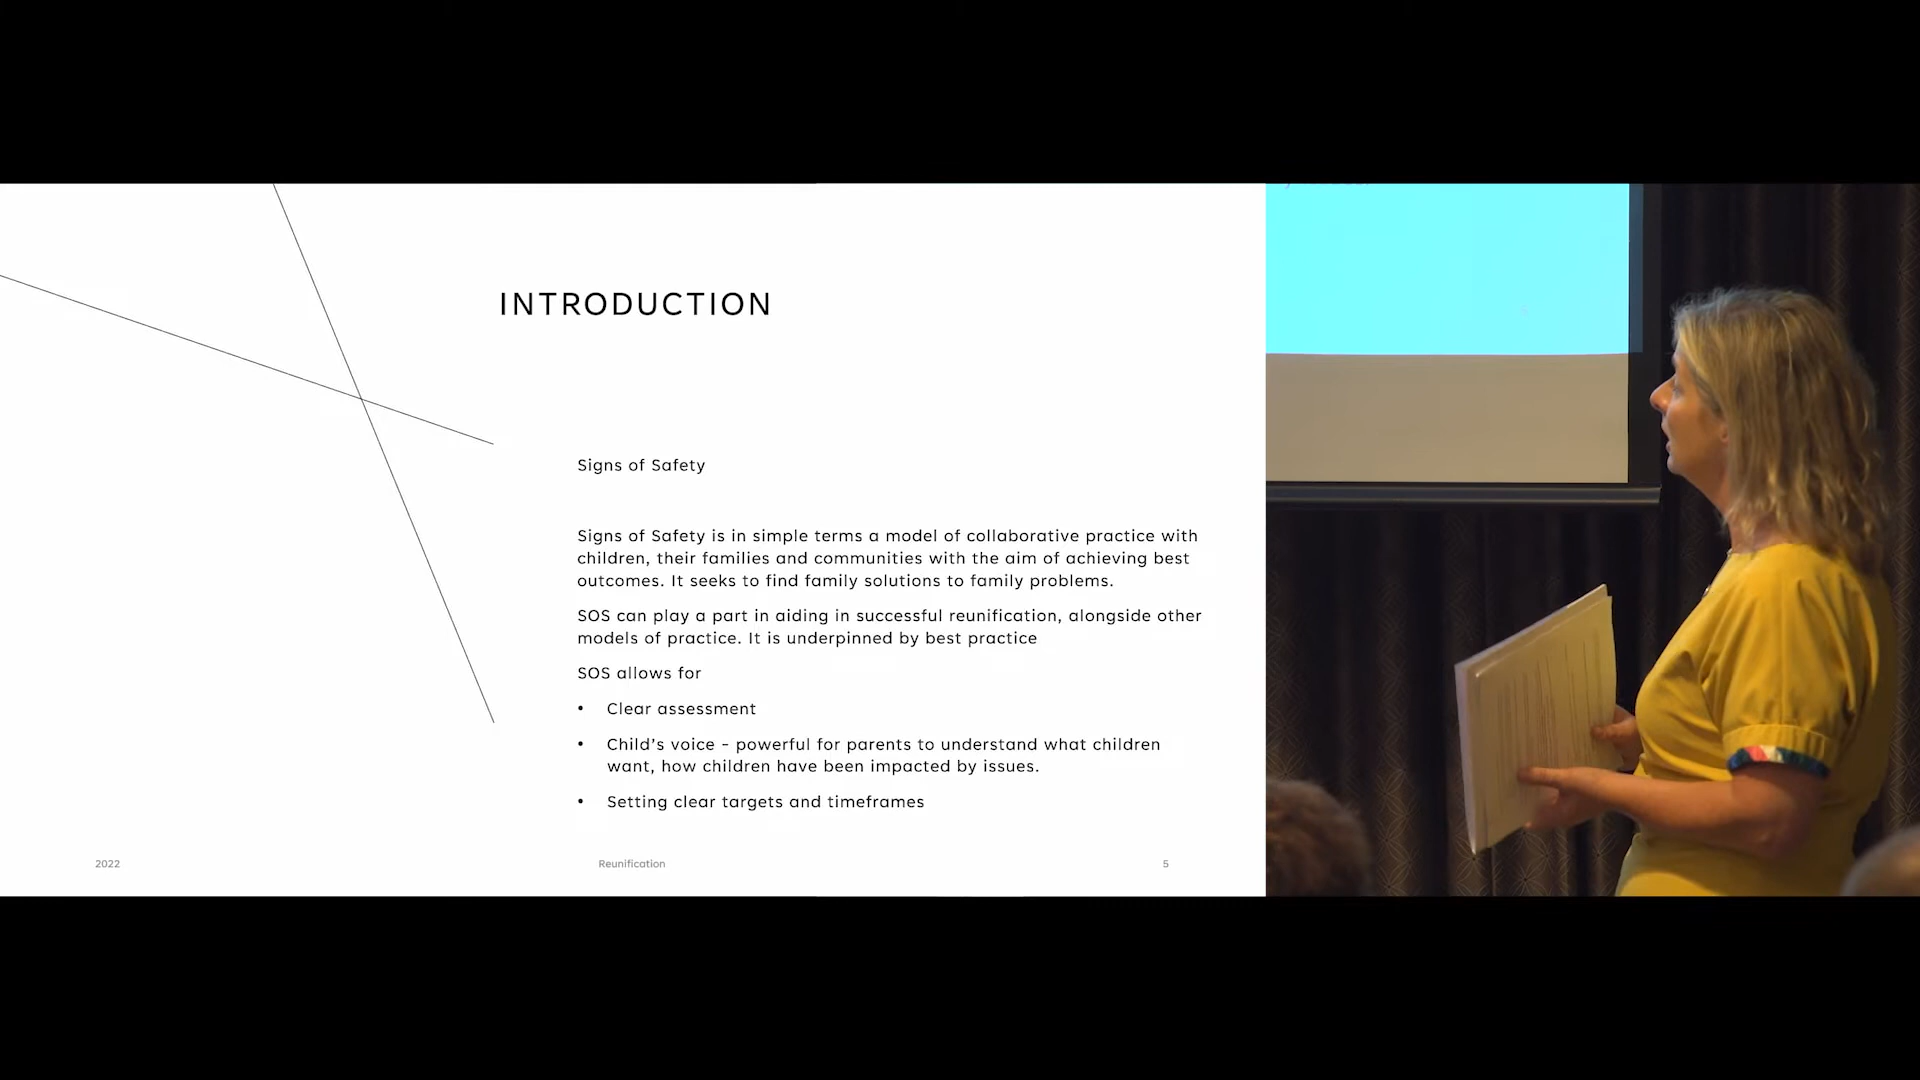 INTRODUCTION
Signs of Safety
Signs of Safety is in simple terms a model of collaborative practice with
children, their families and communities with the aim of achieving best
outcomes. It seeks to find family solutions to family problems.
SOS can play a part in aiding in successful reunification, alongside other
models of practice. It is underpinned by best practice
SOS allows for
• Clear assessment
• Child’s voice – powerful for parents to understand what children
want, how children have been impacted by issues.
• Setting clear targets and timeframes
2022 Reunification 5